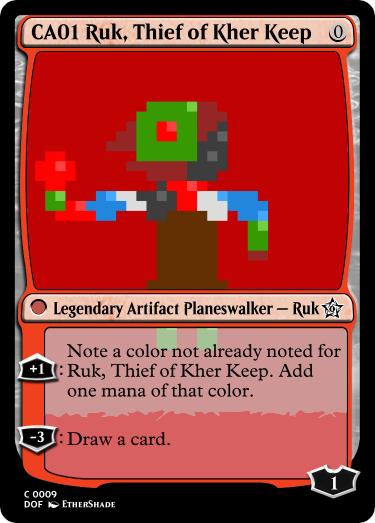 CA01 Ruk, Thief of Kher Keep 0
Legendary Artifact Planeswalker — Ruk
+1: Note a color not already noted for
Ruk, Thief of Kher Keep. Add
one mana of that color.
-3: Draw a card.
1
C 0009
DOF EtherShade